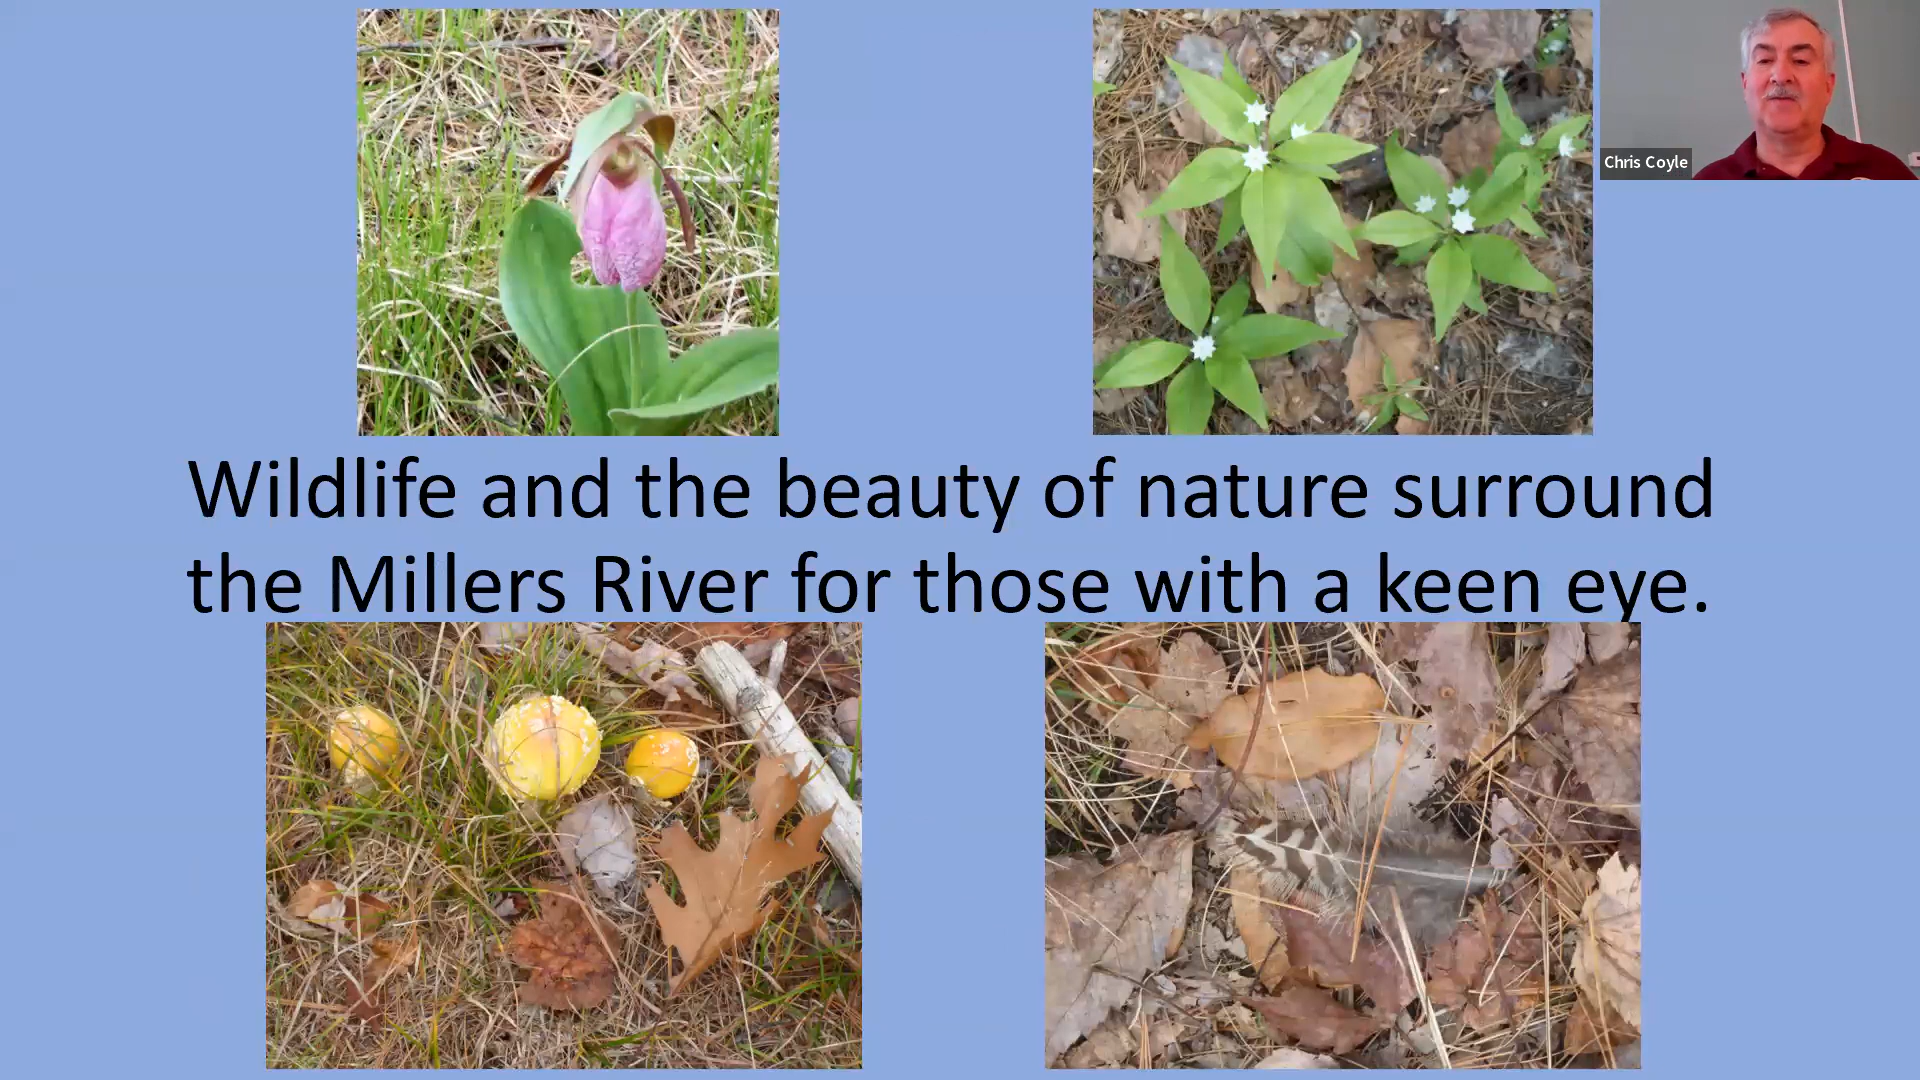 Chris Coyle
Wildlife and the beauty of nature surround
the Millers River for those with a keen eye.